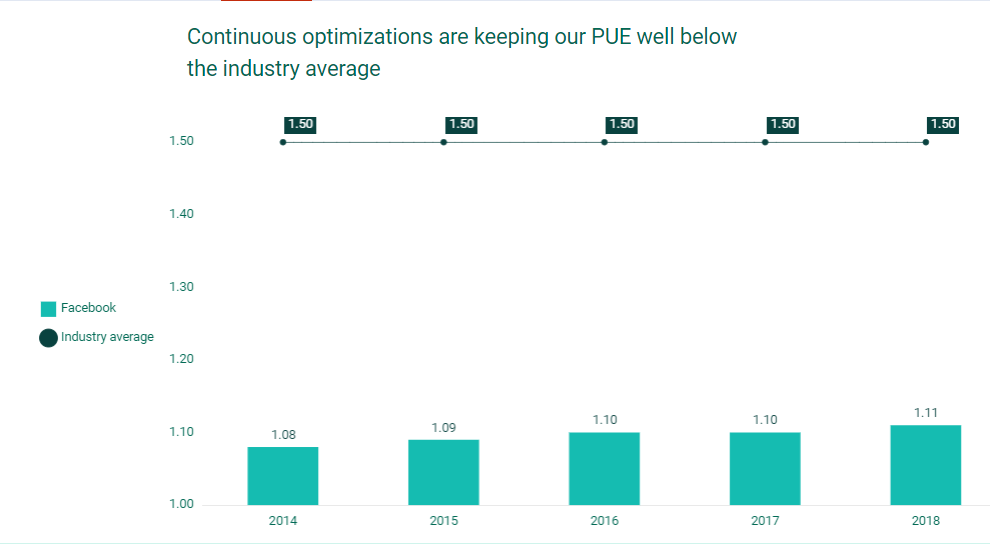 Continuous optimizations are keeping our PUE well below
the industry average
1.50 1.50 1.50 1.50 1.50
1.50
1.40
1.30
Facebook
Industry average
1.20
1.10
1.08 1.09 1.10 1.10 1.11
1.00
2014 2015 2016 2017 2018